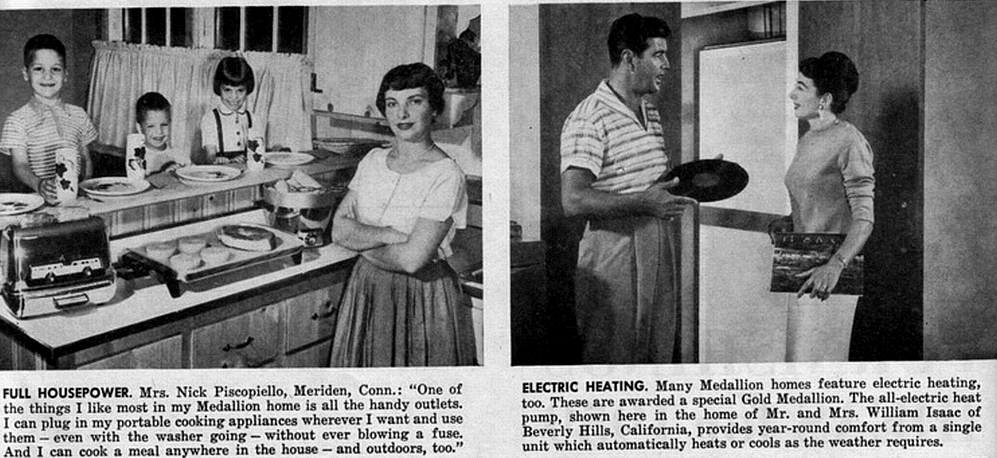 FULL HOUSEPOWER. Mrs. Nick Piscopiello, Meriden, Conn.: “One of
the things I like most in my Medallion home is all the handy outlets.
I can plug in my portable cooking appliances wherever I want and use
them — even with the washer going — without ever blowing a fuse.
And I can cook a meal anywhere in the house — and outdoors, too.”
ELECTRIC HEATING. Many Medallion homes feature electric heating,
too. These are awarded a special Gold Medallion. The all-electric heat
pump, shown here in the home of Mr. and Mrs. William Isaac of
Beverly Hills, California, provides year-round comfort from a single
unit which automatically heats or cools as the weather requires.